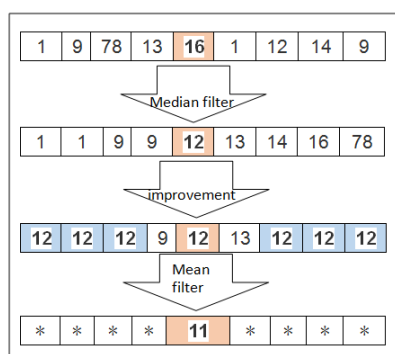 1 9 78 13 16 1 12 14 9
Median filter
1 1 9 9 12 13 14 16 78
improvement
12 12 12 9 12 13 12 12 12
Mean
filter
* * * * 11 * * * *